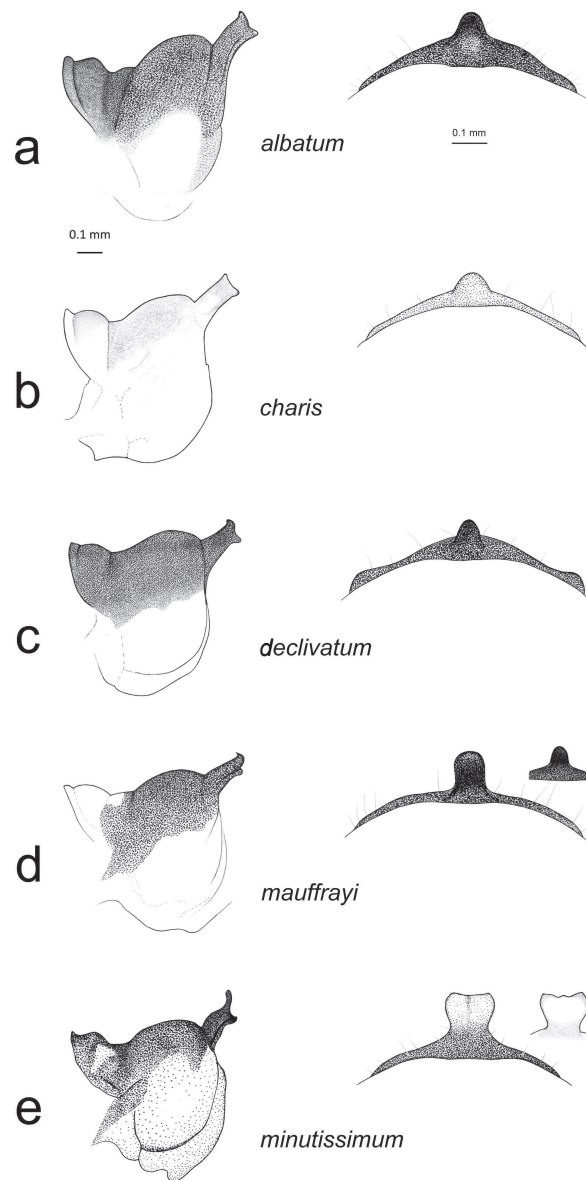 a
albatum
0.1 mm
0.1 mm
b
charis
c
declivatum
d
mauffrayi
e
minutissimum